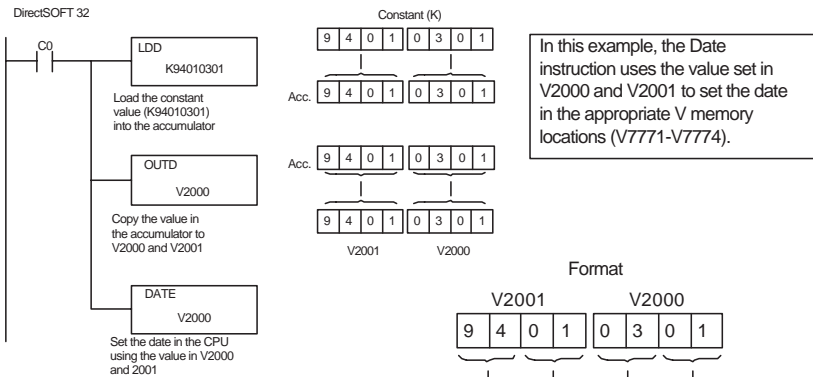 DirectSOFT 32
C0
LDD
K94010301
Load the constant
value (K94010301)
into the accumulator
OUTD
V2000
Copy the value in
the accumulator to
V2000 and V2001
DATE
V2000
Set the date in the CPU
using the value in V2000
and 2001
Constant (K)
9 4 0 1 0 3 0 1
Acc. 9 4 0 1 0 3 0 1
Acc. 9 4 0 1 0 3 0 1
9 4 0 1 0 3 0 1
V2001 V2000
In this example, the Date
instruction uses the value set in
V2000 and V2001 to set the date
in the appropriate V memory
locations (V7771-V7774).
Format
V2001 V2000
9 4 0 1 0 3 0 1